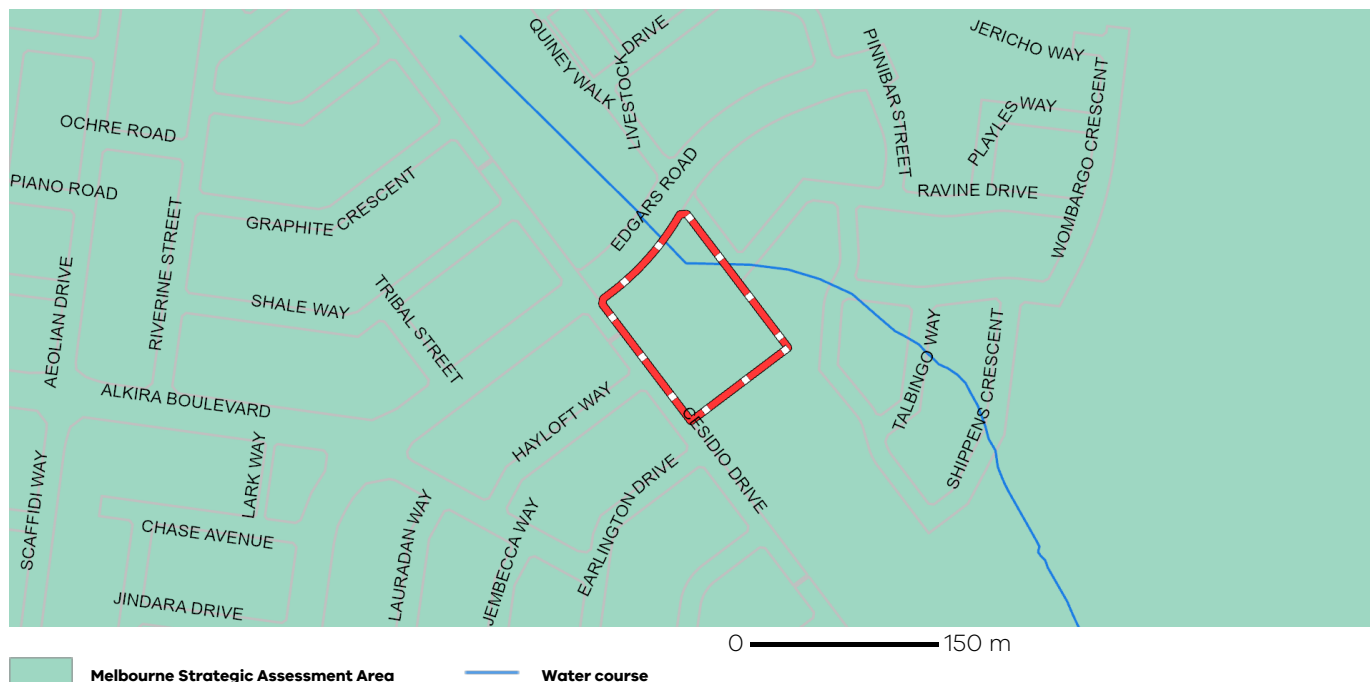 QUINEY WALK
LIVESTOCK DRIVE
PINNIBAR STREET
JERICHO WAY
PLAYLES WAY
WOMBARGO CRESCENT
OCHRE ROAD
PIANO ROAD
RAVINE DRIVE
EDGARS ROAD
GRAPHITE CRESCENT
RIVERINE STREET
AEOLIAN DRIVE
SHALE WAY
TRIBAL STREET
ALKIRA BOULEVARD
HAYLOFT WAY
TALBINGO WAY
SHIPPENS CRESCENT
SCAFFIDI WAY
LARK WAY
CHASE AVENUE
LAURADAN WAY
JEMBECCA WAY
EARLINGTON DRIVE
DRIVE
JINDARA DRIVE
0 150 m
Melbourne Strategic Assessment Area
Water course